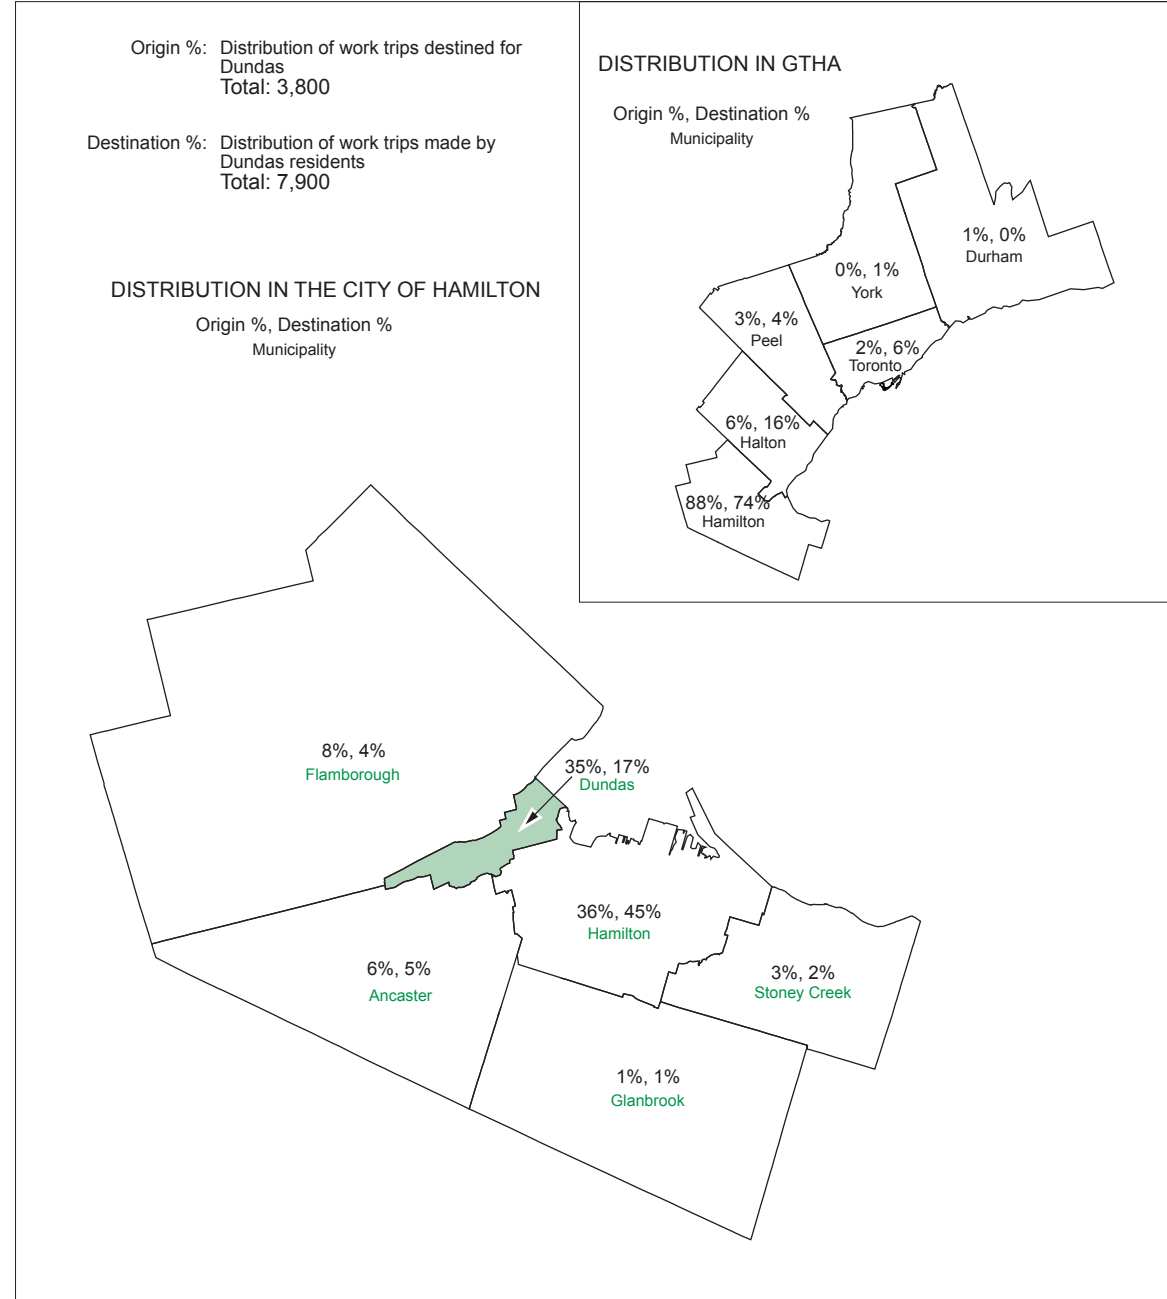 Origin %: Distribution of work trips destined for
Dundas
Total: 3,800
Destination %: Distribution of work trips made by
Dundas residents
Total: 7,900
DISTRIBUTION IN THE CITY OF HAMILTON
Origin %, Destination %
Municipality
DISTRIBUTION IN GTHA
Origin %, Destination %
Municipality
1%, 0%
Durham
0%, 1%
York
3%, 4%
Peel
2%, 6%
Toronto
6%, 16%
Halton
88%, 74%
Hamilton
8%, 4%
Flamborough
35%, 17%
Dundas
36%, 45%
Hamilton
6%, 5%
Ancaster
3%, 2%
Stoney Creek
1%, 1%
Glanbrook